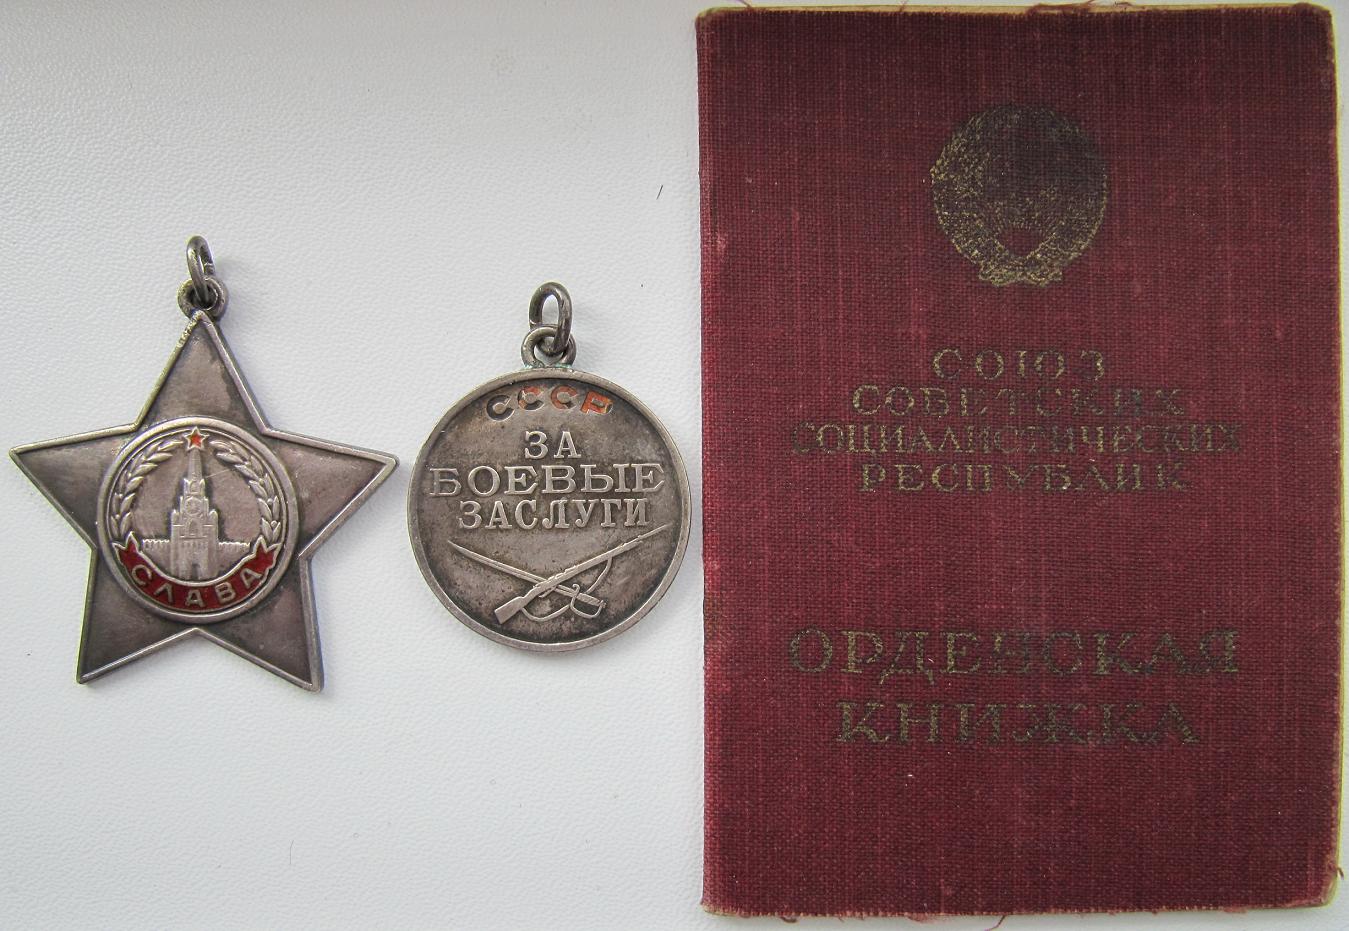 СЛАВА
СССР
ЗА
БОЕВЫЕ
ЗАСЛУГИ
СОЮЗ
СОВЕТСКИХ
СОЦИАЛИСТИЧЕСКИХ
РЕСПУБЛИК
ОРДЕНСКАЯ
КНИЖКА